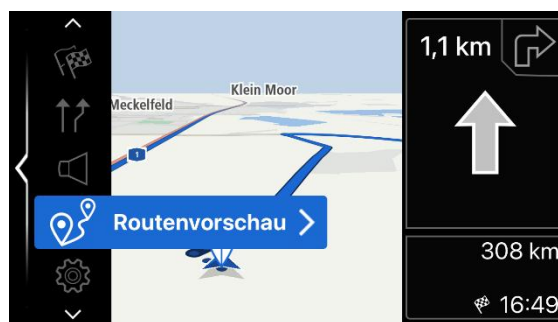 1,1 km
Klein Moor
Meckelfeld
1
Routenvorschau
308 km
16:49